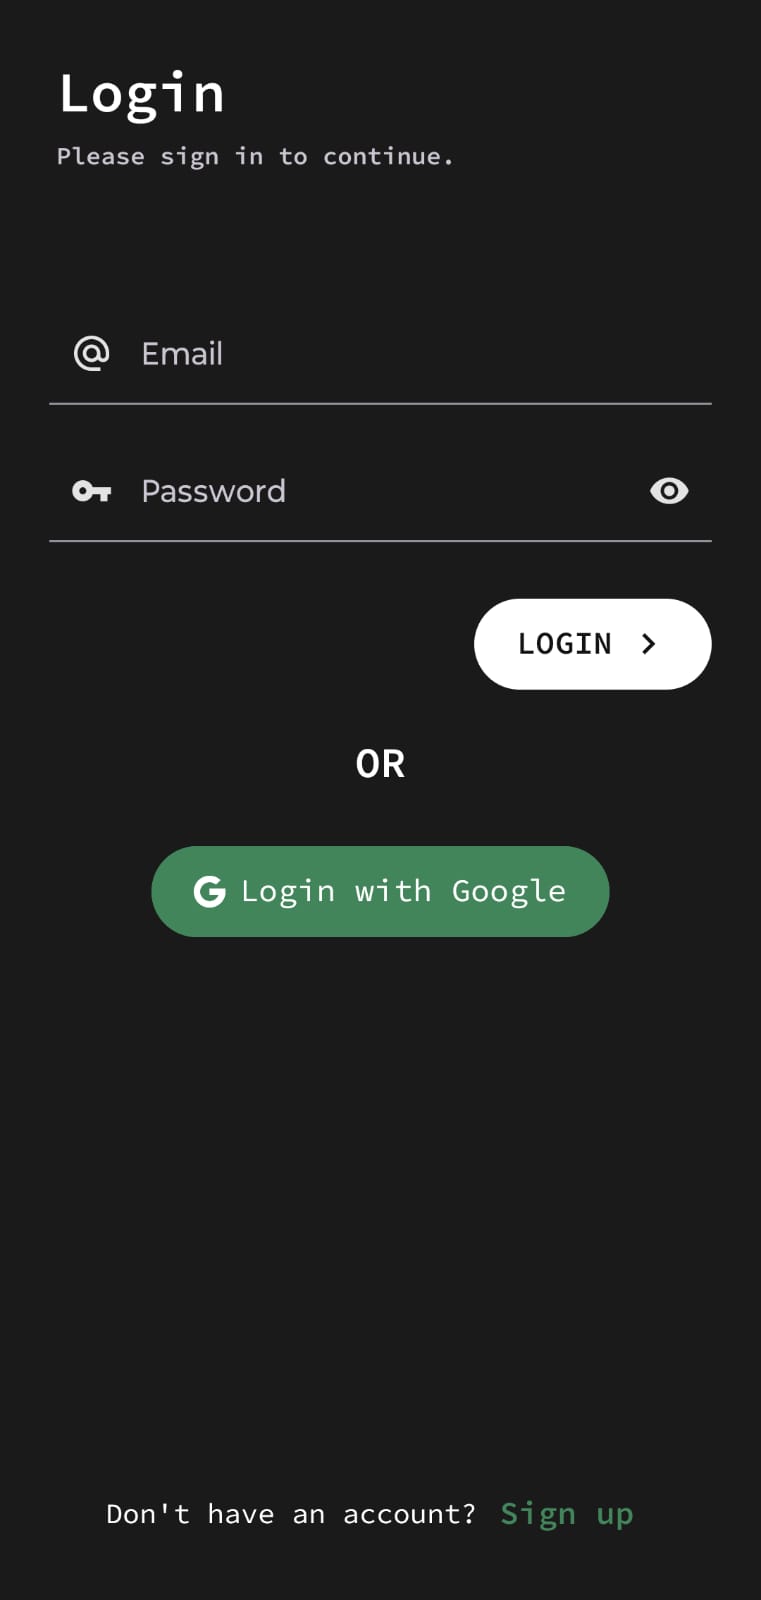 Login
Please sign in to continue.
Email
Password
LOGIN
OR
Login with Google
Don't have an account? Sign up